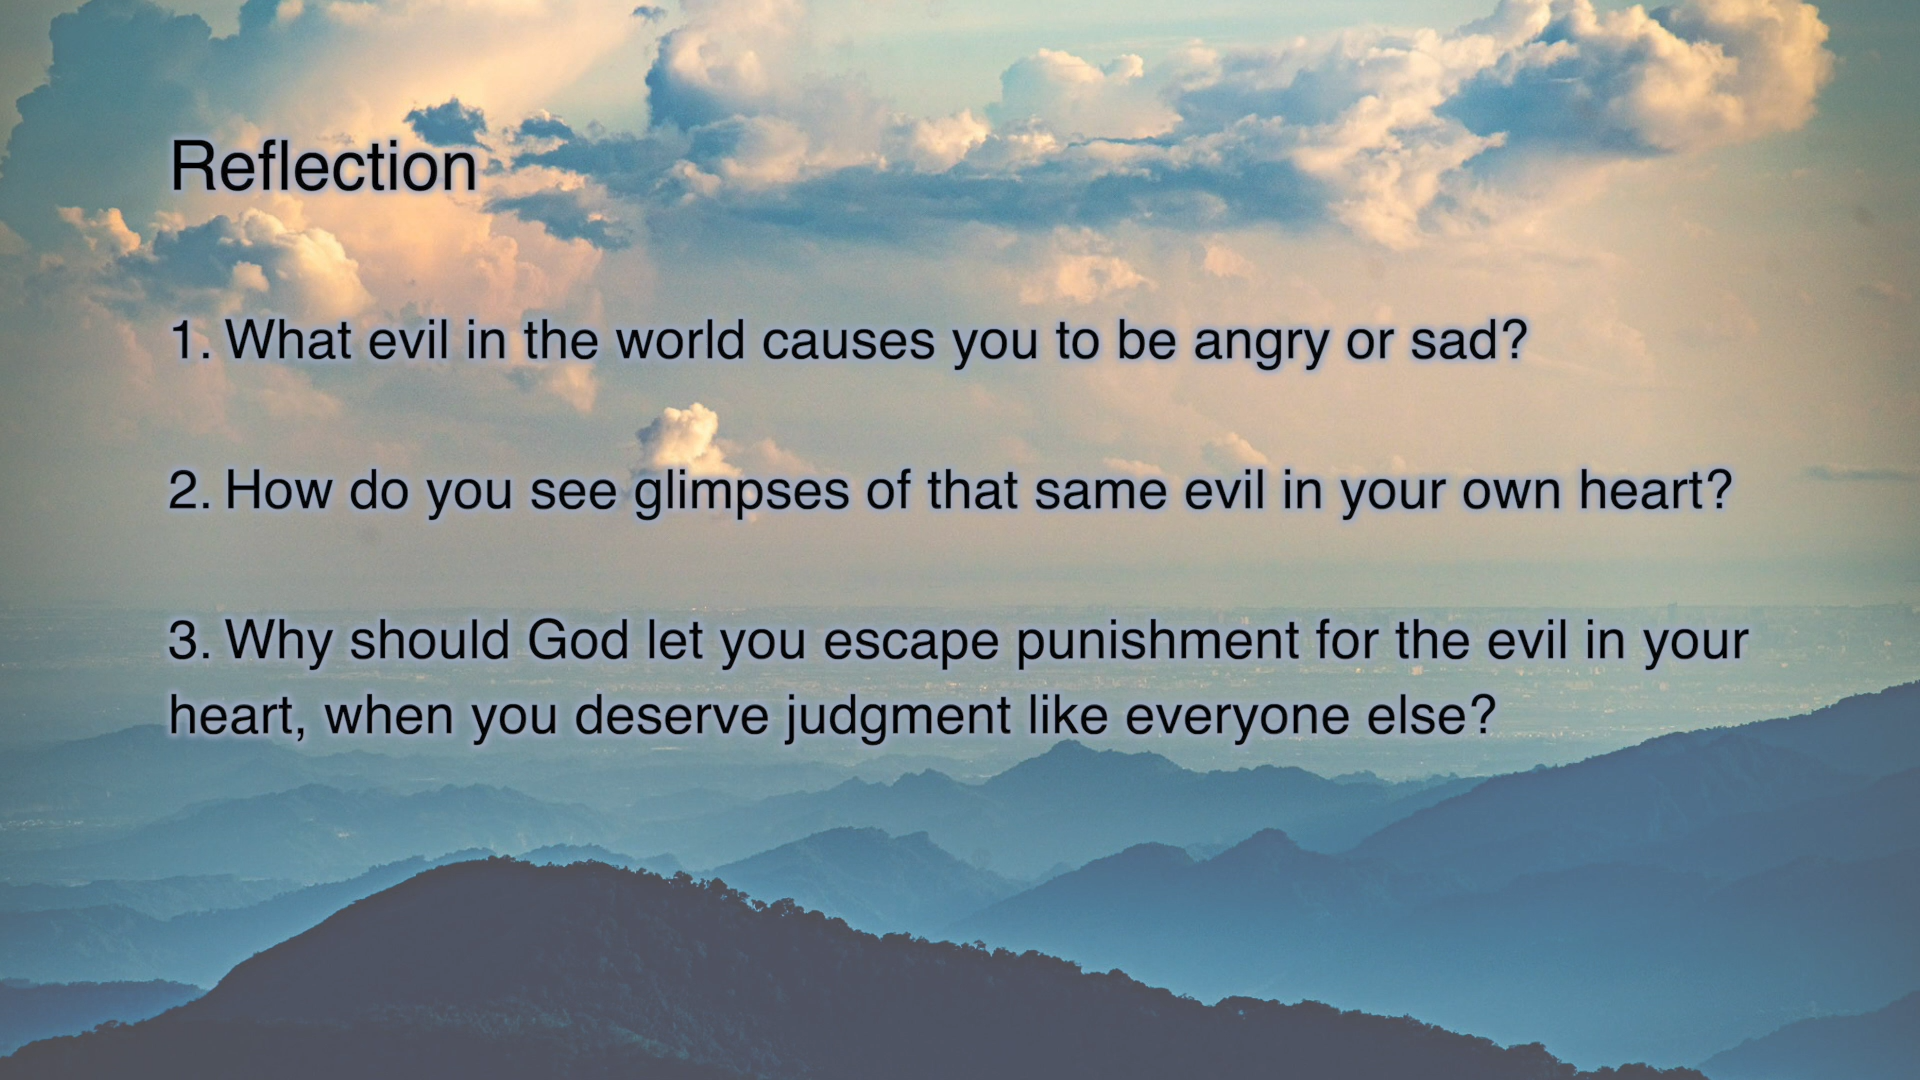 Reflection
1. What evil in the world causes you to be angry or sad?
2. How do you see glimpses of that same evil in your own heart?
3. Why should God let you escape punishment for the evil in your
heart, when you deserve judgment like everyone else?